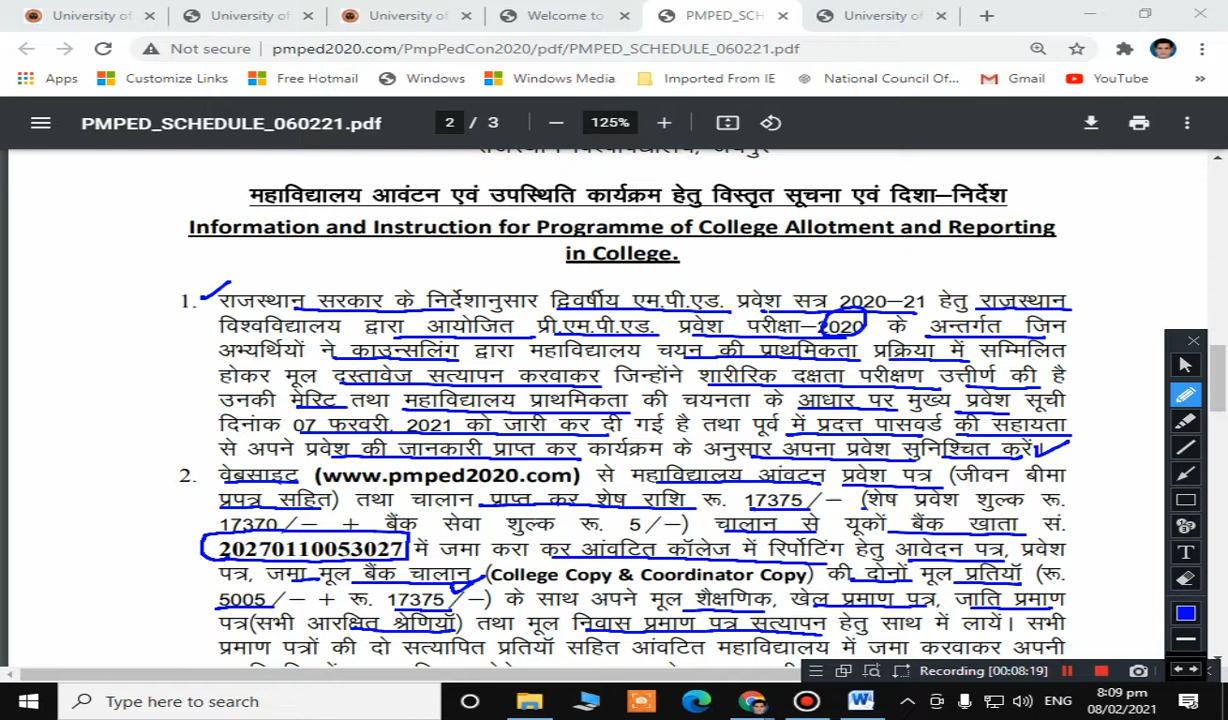 University of
University of
University of
Welcome to
PMPED_SCH
University of
Not secure
pmped2020.com/PmpPedCon2020/pdf/PMPED_SCHEDULE_060221.pdf
Apps
Customize Links
Free Hotmail
Windows
Windows Media
Imported From IE
National Council Of...
Gmail
YouTube
»
PMPED_SCHEDULE_060221.pdf
2 / 3
125%
राजस्थान विश्वविद्यालय, जयपुर
महाविद्यालय आवंटन एवं उपस्थिति कार्यक्रम हेतु विस्तृत सूचना एवं दिशा–निर्देश
Information and Instruction for Programme of College Allotment and Reporting
in College.
1. राजस्थान सरकार के निर्देशानुसार द्विवर्षीय एम.पी.एड. प्रवेश सत्र 2020–21 हेतु राजस्थान
विश्वविद्यालय द्वारा आयोजित प्री.एम.पी.एड. प्रवेश परीक्षा–2020 के अन्तर्गत जिन
अभ्यर्थियों ने काउन्सलिंग द्वारा महाविद्यालय चयन की प्राथमिकता प्रक्रिया में सम्मिलित
होकर मूल दस्तावेज सत्यापन करवाकर जिन्होंने शारीरिक दक्षता परीक्षण उत्तीर्ण की है
उनकी मेरिट तथा महाविद्यालय प्राथमिकता की चयनता के आधार पर मुख्य प्रवेश सूची
दिनांक 07 फरवरी, 2021 को जारी कर दी गई है तथा पूर्व में प्रदत्त पासवर्ड की सहायता
से अपने प्रवेश की जानकारी प्राप्त कर कार्यक्रम के अनुसार अपना प्रवेश सुनिश्चित करें।
2. वेबसाइट (www.pmped2020.com) से महाविद्यालय आंवटन प्रवेश पत्र (जीवन बीमा
प्रपत्र सहित) तथा चालान प्राप्त कर शेष राशि रू. 17375/– (शेष प्रवेश शुल्क रू.
17370/– + बैंक सेवा शुल्क रू. 5/–) चालान से यूको बैंक खाता सं.
20270110053027 में जमा करा कर आंवटित कॉलेज में रिपोर्टिंग हेतु आवेदन पत्र, प्रवेश
पत्र, जमा मूल बैंक चालान (College Copy & Coordinator Copy) की दोनों मूल प्रतियाँ (रू.
5005/–+ रू. 17375/–) के साथ अपने मूल शैक्षणिक, खेल प्रमाण पत्र, जाति प्रमाण
पत्र(सभी आरक्षित श्रेणियाँ) तथा मूल निवास प्रमाण पत्र सत्यापन हेतु साथ में लायें। सभी
प्रमाण पत्रों की दो सत्यापित प्रतियाँ सहित आंवटित महाविद्यालय में जमा करवाकर अपनी
Recording (00:08:19)
Type here to search
ENG
8:09 pm
08/02/2021